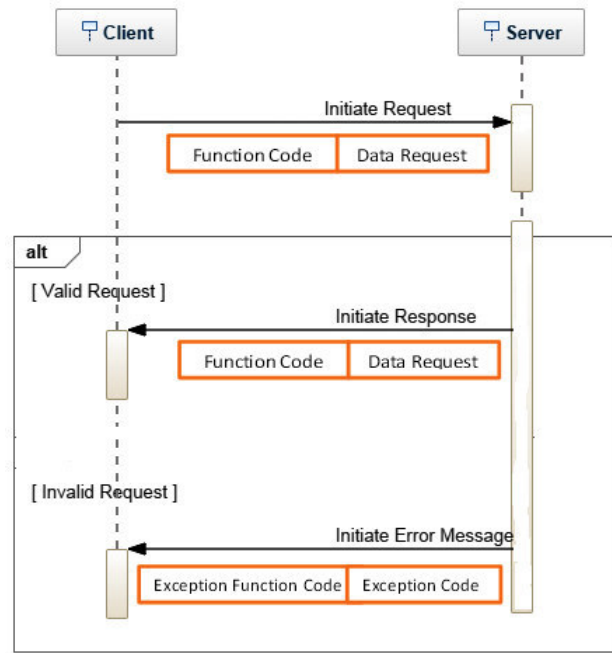 Client
Server
Initiate Request
Function Code Data Request
alt
[ Valid Request ]
Initiate Response
Function Code Data Request
[ Invalid Request ]
Initiate Error Message
Exception Function Code Exception Code